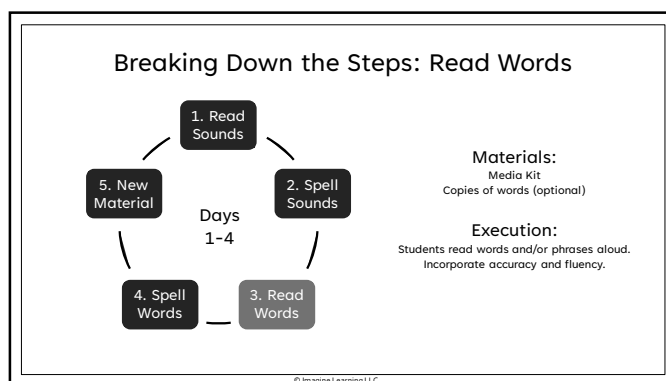 Breaking Down the Steps: Read Words
1. Read
Sounds
2. Spell
Sounds
3. Read
Words
4. Spell
Words
5. New
Material
Days
1-4
Materials:
Media Kit
Copies of words (optional)
Execution:
Students read words and/or phrases aloud.
Incorporate accuracy and fluency.
© Imagine Learning LLC